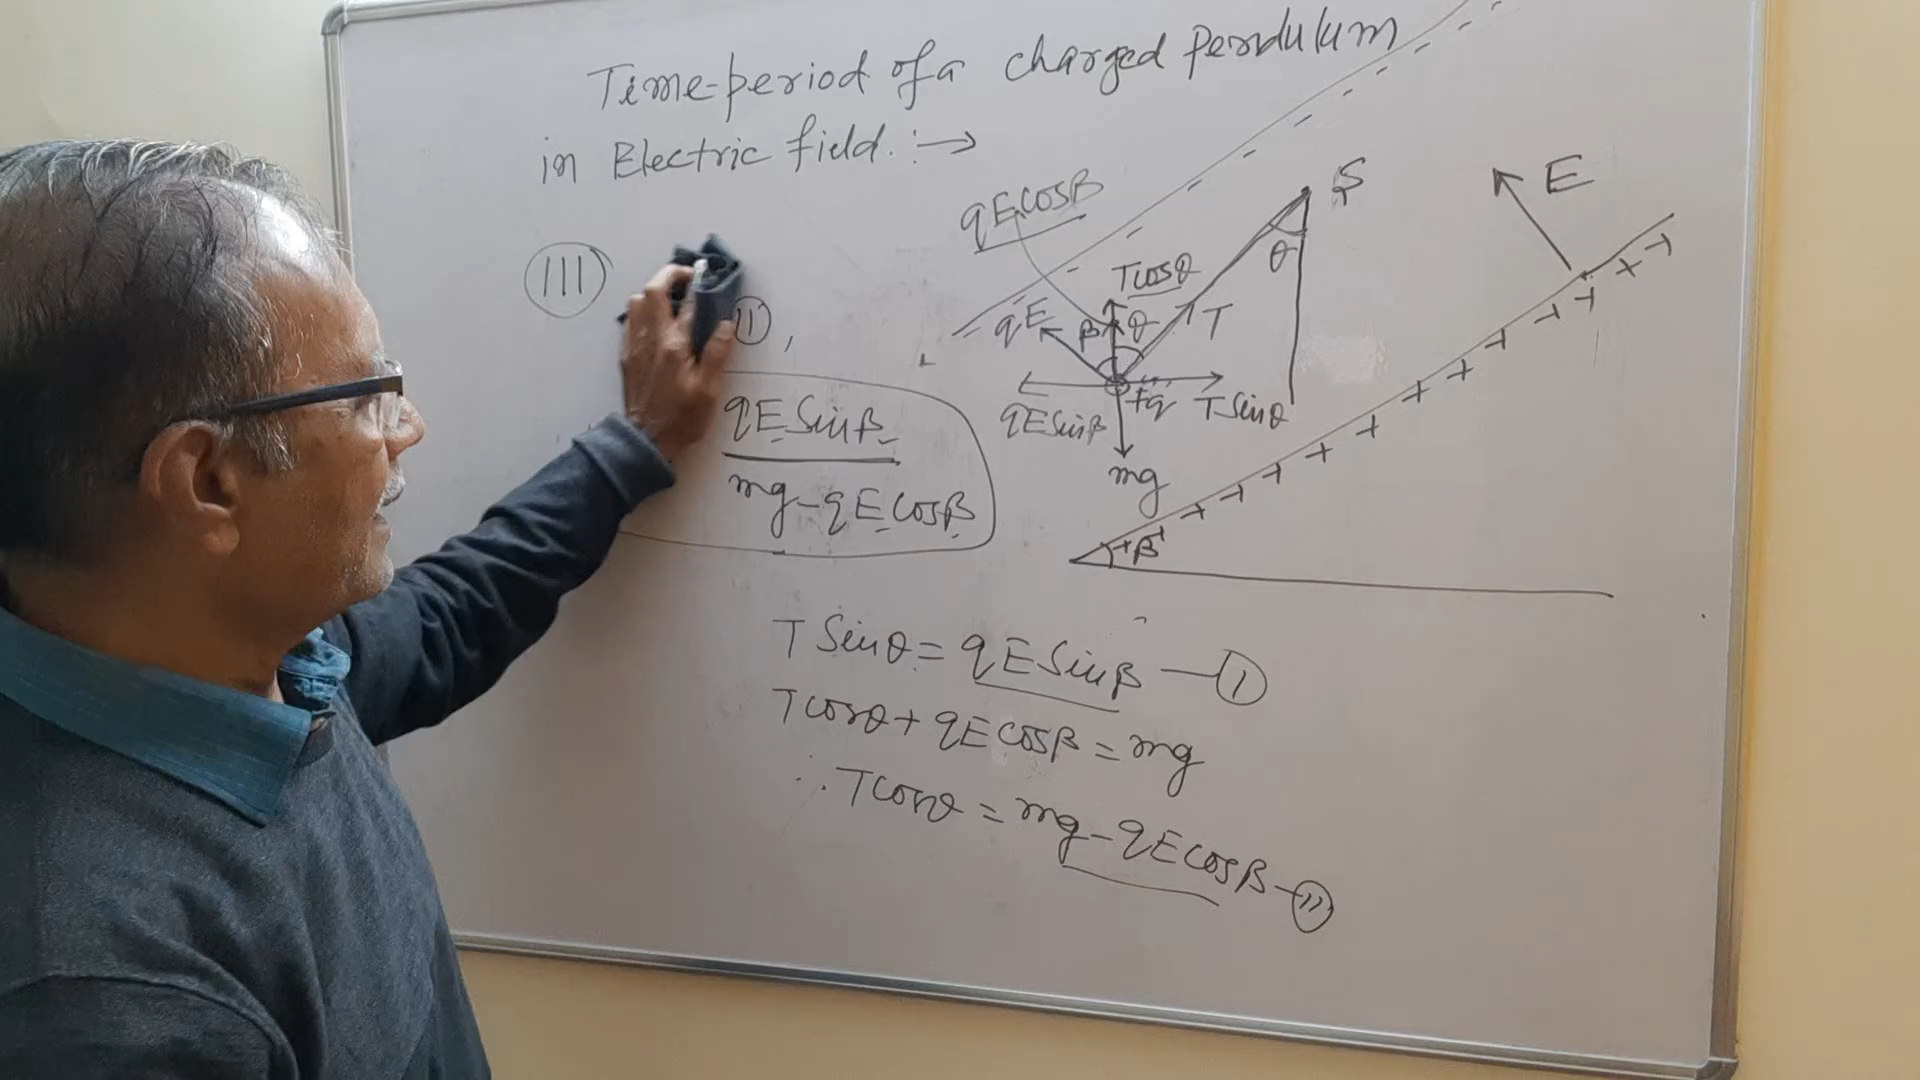 Time-period of a charged pendulum
in Electric field. :→
III
II ,
qE Sinβ
mg - qE cosβ
qE cosβ
S
E
θ
Tcosθ
qE
β
θ
T
+q
qE sinβ
T Sinθ
mg
β
T Sinθ = qE Sinβ — I
T cosθ + qE cosβ = mg
∴ T cosθ = mg - qE cosβ — II